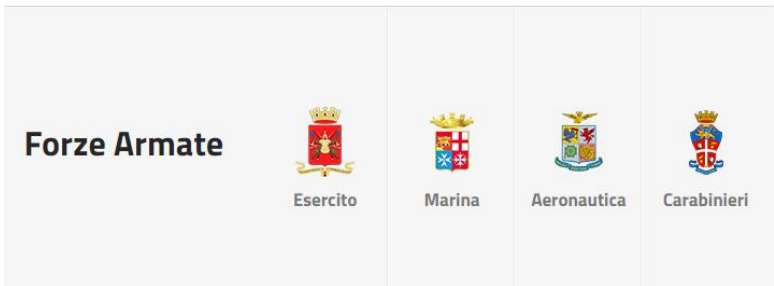 Forze Armate
Esercito
Marina
Aeronautica
Carabinieri